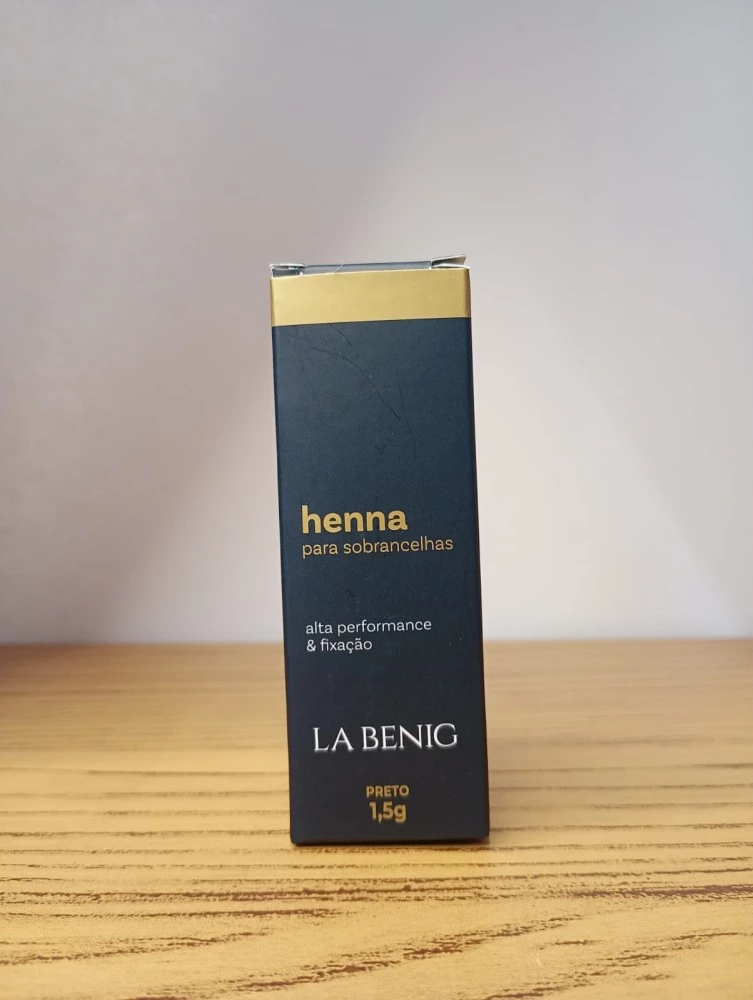 henna
para sobrancelhas
alta performance
& fixação
LA BENIG
PRETO
1,5g